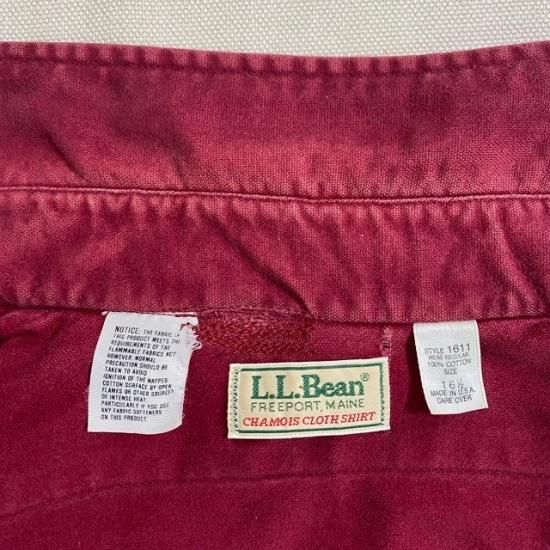 NOTICE: THE FABRIC IN
THIS PRODUCT MEETS THE
REQUIREMENTS OF THE
FLAMMABLE FABRICS ACT
HOWEVER, NORMAL
PRECAUTION SHOULD BE
TAKEN TO AVOID
IGNITION OF THE NAPPED
COTTON SURFACE BY OPEN
FLAMES OR OTHER SOURCES
OF INTENSE HEAT.
PARTICULARLY IF YOU USE
ANY FABRIC SOFTENERS
ON THIS PRODUCT.
L.L.Bean®
FREEPORT, MAINE
CHAMOIS CLOTH SHIRT
STYLE 1611
MENS REGULAR
100% COTTON
SIZE
16½
MADE IN U.S.A.
CARE OVER